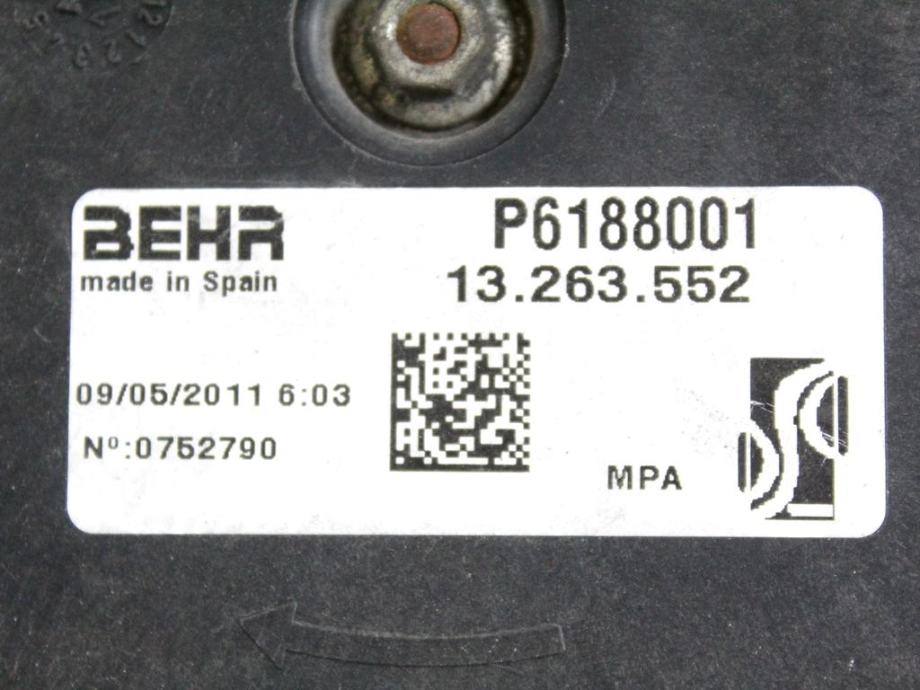 BEHR
made in Spain
P6188001
13.263.552
09/05/2011 6:03
Nº:0752790
MPA